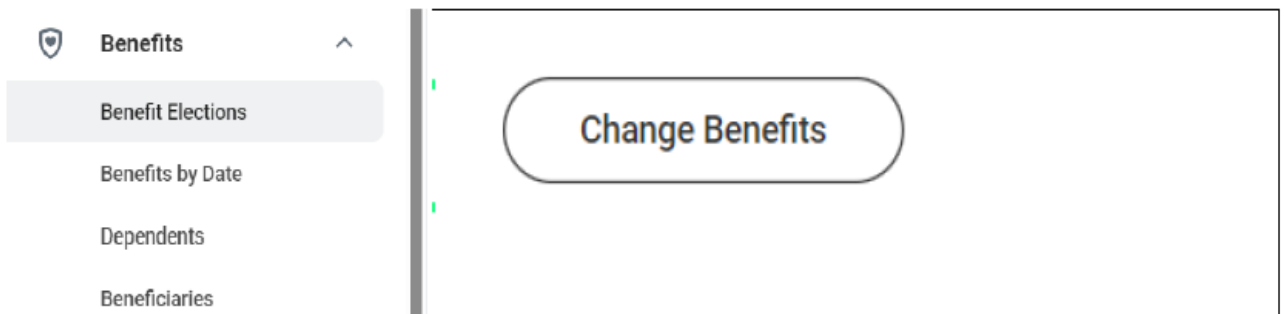 Benefits
Benefit Elections
Benefits by Date
Dependents
Beneficiaries
Change Benefits